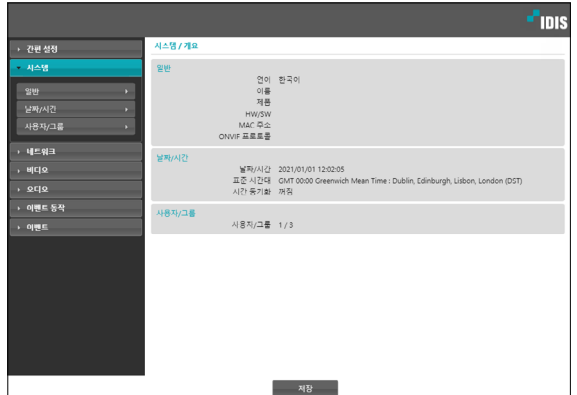 IDIS
간편 설정
시스템
일반
날짜/시간
사용자/그룹
네트워크
비디오
오디오
이벤트 동작
이벤트
시스템 / 개요
일반
언어 한국어
이름
제품
HW/SW
MAC 주소
ONVIF 프로토콜
날짜/시간
날짜/시간 2021/01/01 12:02:05
표준 시간대 GMT 00:00 Greenwich Mean Time : Dublin, Edinburgh, Lisbon, London (DST)
시간 동기화 꺼짐
사용자/그룹
사용자/그룹 1 / 3
저장